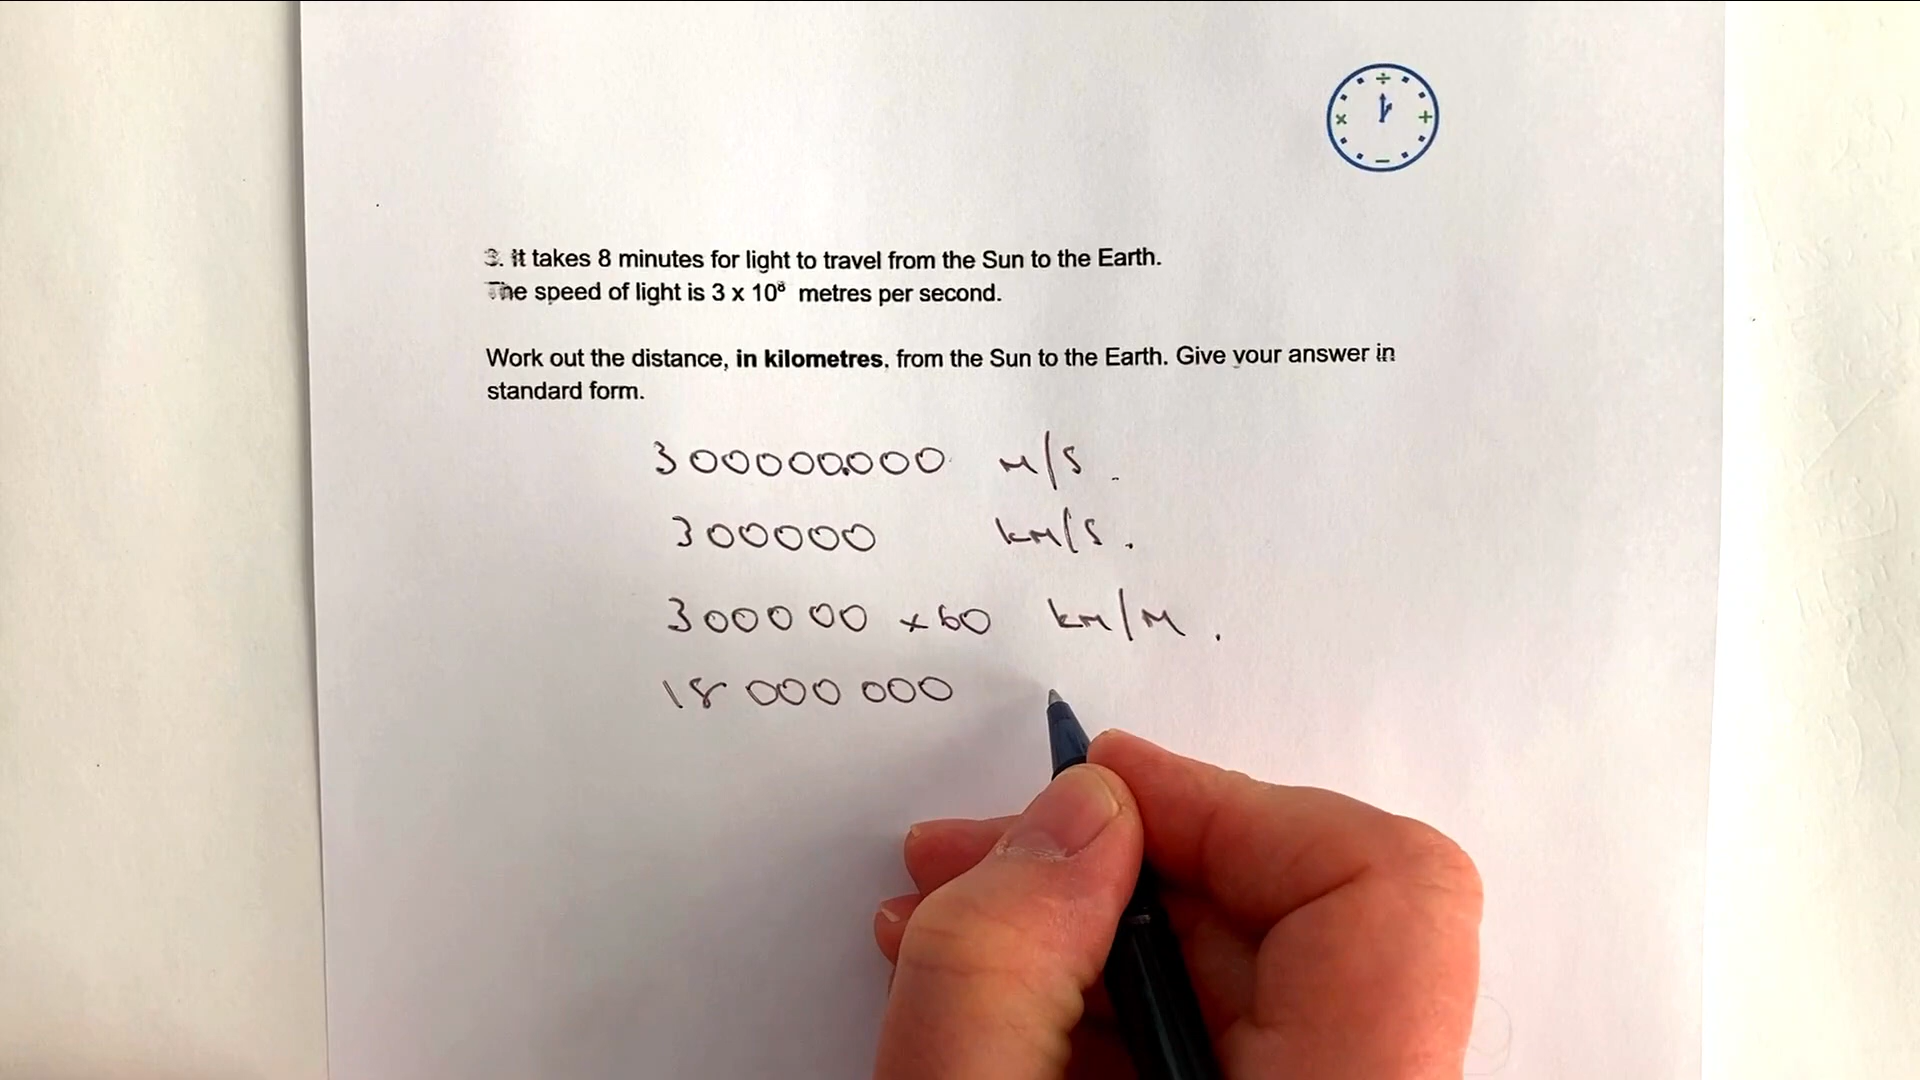 3. It takes 8 minutes for light to travel from the Sun to the Earth.
The speed of light is 3 x 10⁸ metres per second.
Work out the distance, in kilometres, from the Sun to the Earth. Give your answer in
standard form.
300000000 m/s.
300000 km/s.
300000 × 60 km/m.
18 000 000